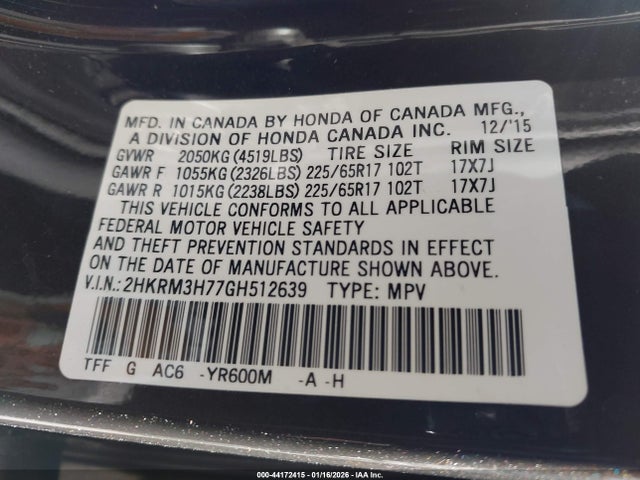 MFD. IN CANADA BY HONDA OF CANADA MFG.,
A DIVISION OF HONDA CANADA INC. 12/'15
GVWR 2050KG (4519LBS) TIRE SIZE RIM SIZE
GAWR F 1055KG (2326LBS) 225/65R17 102T 17X7J
GAWR R 1015KG (2238LBS) 225/65R17 102T 17X7J
THIS VEHICLE CONFORMS TO ALL APPLICABLE
FEDERAL MOTOR VEHICLE SAFETY
AND THEFT PREVENTION STANDARDS IN EFFECT
ON THE DATE OF MANUFACTURE SHOWN ABOVE.
V.I.N.: 2HKRM3H77GH512639 TYPE: MPV
TFF G AC6 -YR600M -A -H
000-44172415 - 01/16/2026 - IAA Inc.